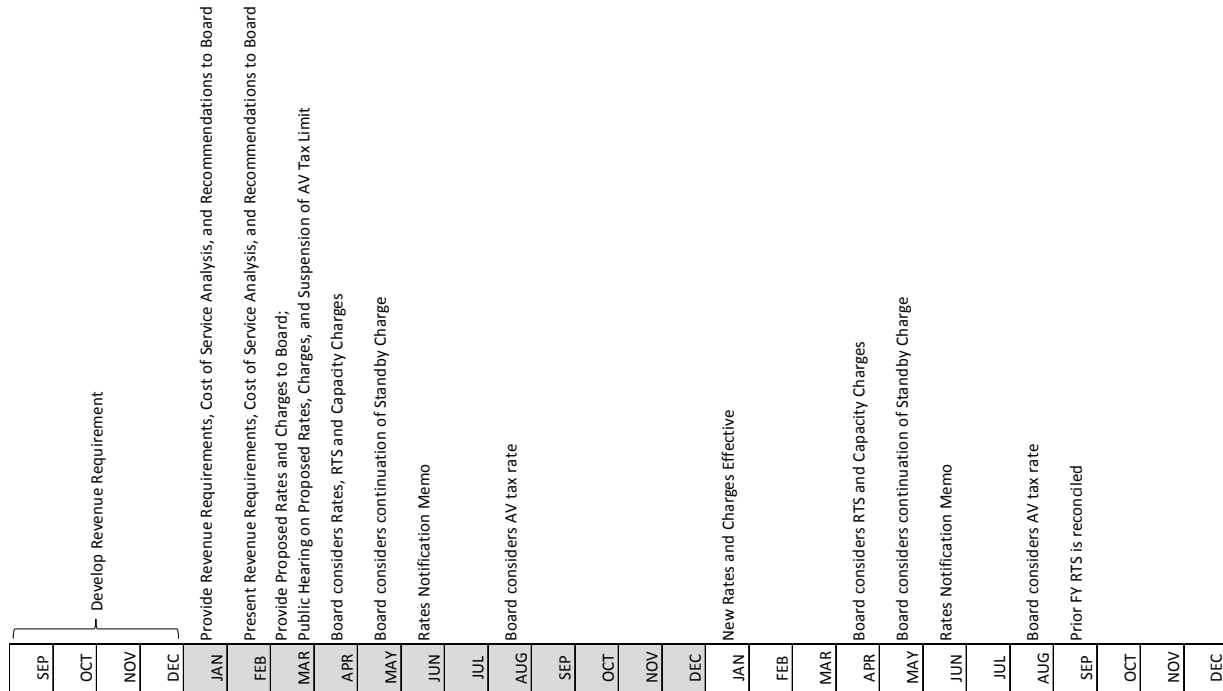 Develop Revenue Requirement
Provide Revenue Requirements, Cost of Service Analysis, and Recommendations to Board
Present Revenue Requirements, Cost of Service Analysis, and Recommendations to Board
Provide Proposed Rates and Charges to Board;
Public Hearing on Proposed Rates, Charges, and Suspension of AV Tax Limit
Board considers Rates, RTS and Capacity Charges
Board considers continuation of Standby Charge
Rates Notification Memo
Board considers AV tax rate
New Rates and Charges Effective
Board considers RTS and Capacity Charges
Board considers continuation of Standby Charge
Rates Notification Memo
Board considers AV tax rate
Prior FY RTS is reconciled
SEP
OCT
NOV
DEC
JAN
FEB
MAR
APR
MAY
JUN
JUL
AUG
SEP
OCT
NOV
DEC
JAN
FEB
MAR
APR
MAY
JUN
JUL
AUG
SEP
OCT
NOV
DEC